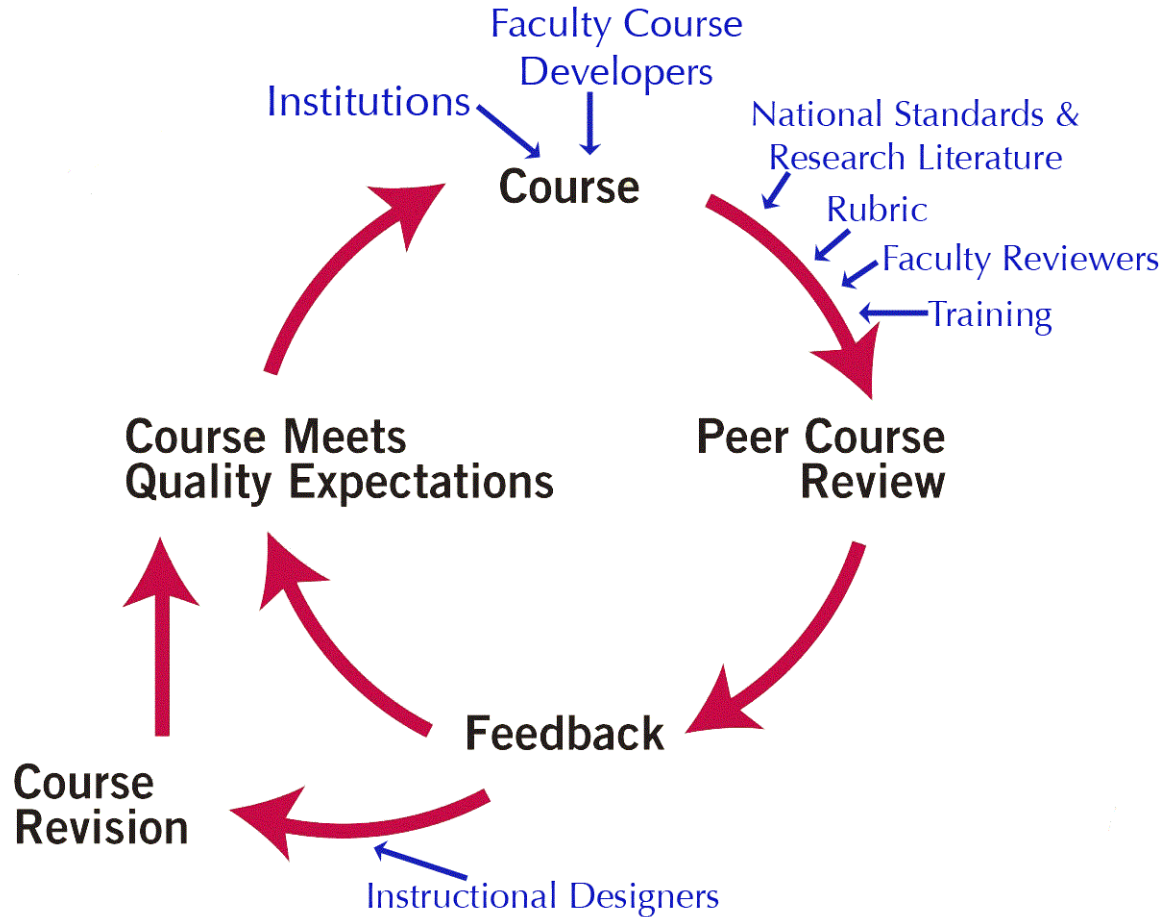 Faculty Course
Developers
Institutions
Course
National Standards &
Research Literature
Rubric
Faculty Reviewers
Training
Peer Course
Review
Course Meets
Quality Expectations
Feedback
Course
Revision
Instructional Designers